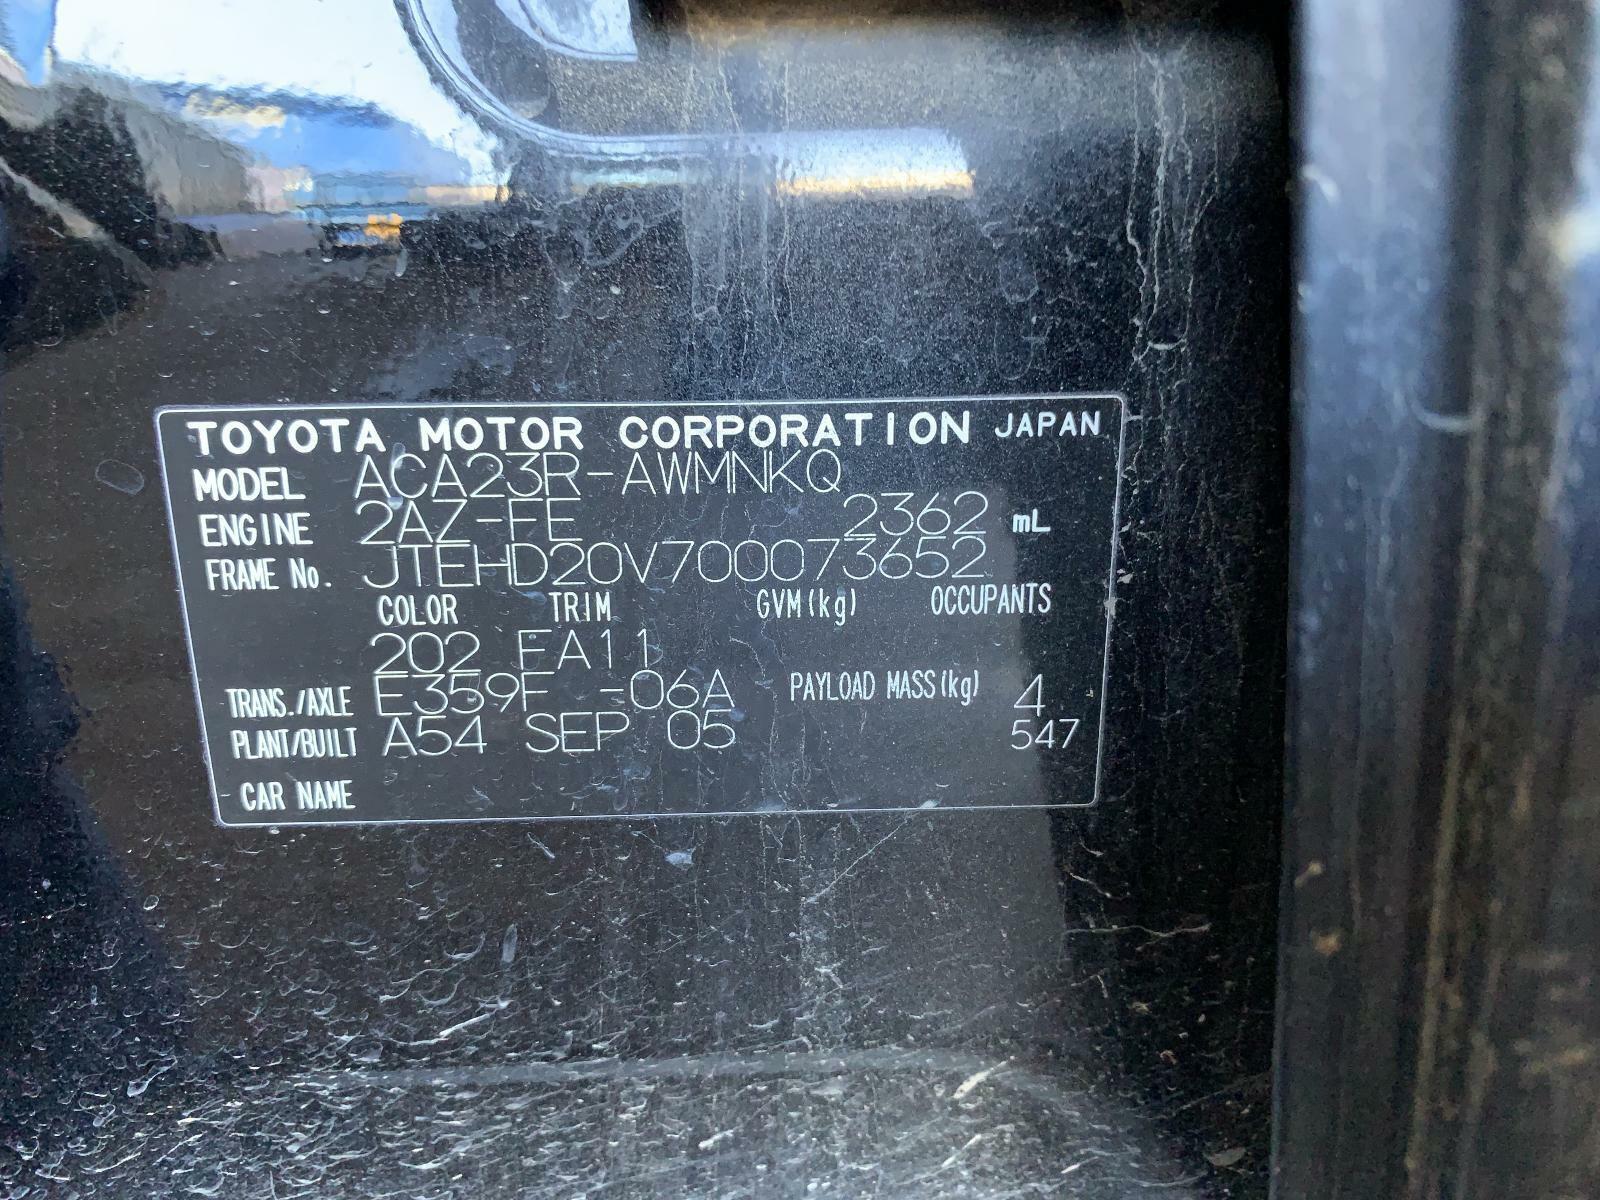 TOYOTA MOTOR CORPORATION JAPAN
MODEL ACA23R-AWMNKQ
ENGINE 2AZ-FE 2362 mL
FRAME No. JTEHD20V700073652
COLOR TRIM GVM(kg) OCCUPANTS
202 FA11
TRANS./AXLE E359F -06A PAYLOAD MASS(kg) 4
PLANT/BUILT A54 SEP 05 547
CAR NAME